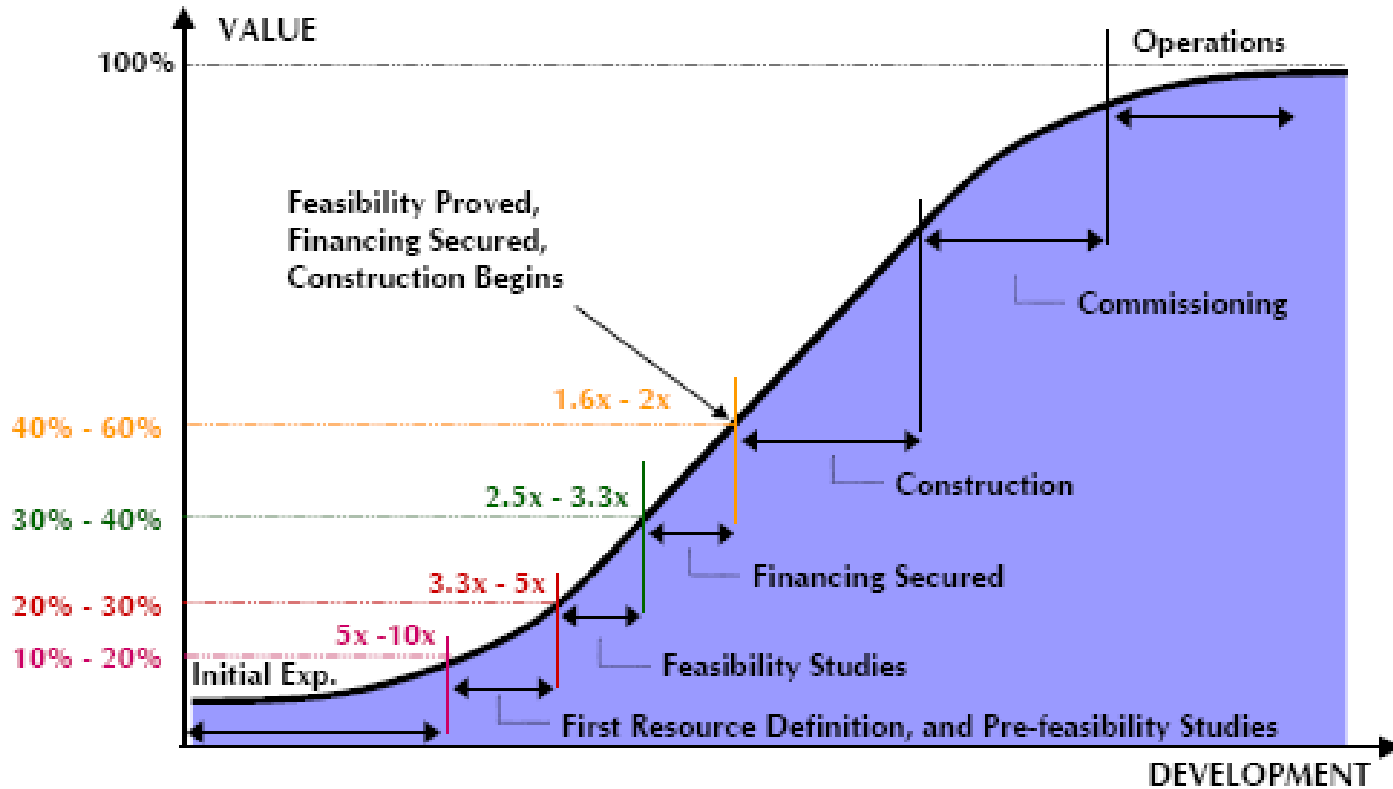 VALUE
100%
Operations
Feasibility Proved,
Financing Secured,
Construction Begins
Commissioning
1.6x - 2x
40% - 60%
Construction
2.5x - 3.3x
30% - 40%
Financing Secured
3.3x - 5x
20% - 30%
5x -10x
10% - 20%
Feasibility Studies
Initial Exp.
First Resource Definition, and Pre-feasibility Studies
DEVELOPMENT